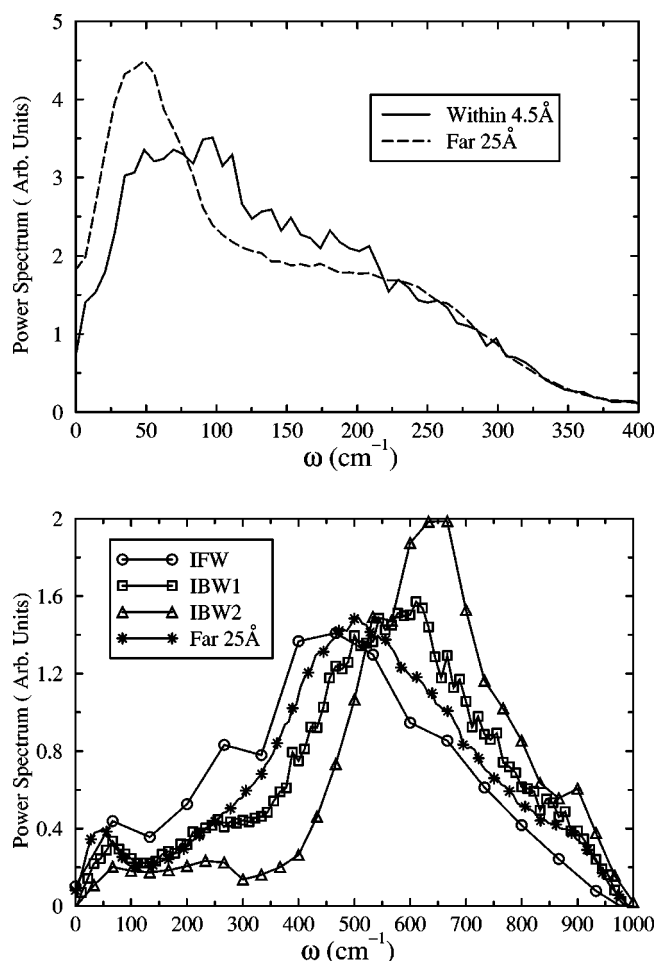 5
4
3
2
1
0
Power Spectrum ( Arb. Units)
Within 4.5Å
Far 25Å
0 50 100 150 200 250 300 350 400
ω (cm⁻¹)
2
1.6
1.2
0.8
0.4
0
Power Spectrum ( Arb. Units)
IFW
IBW1
IBW2
Far 25Å
0 100 200 300 400 500 600 700 800 900 1000
ω (cm⁻¹)